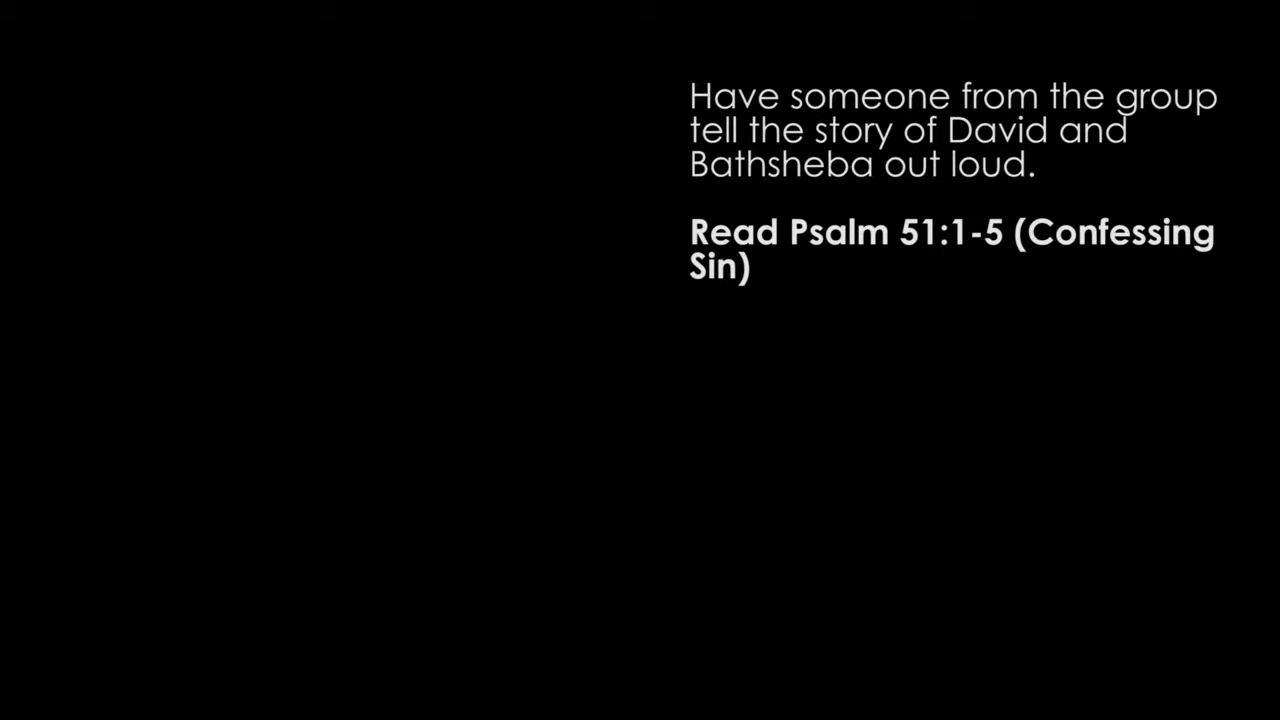 Have someone from the group
tell the story of David and
Bathsheba out loud.
Read Psalm 51:1-5 (Confessing
Sin)